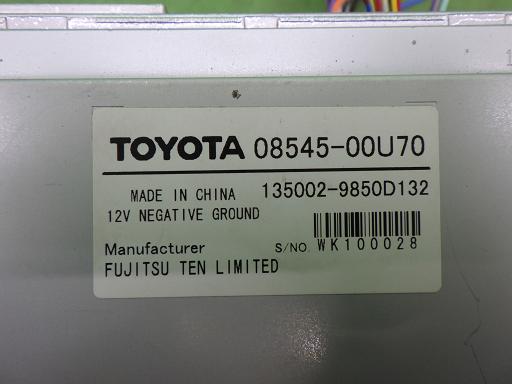 TOYOTA 08545-00U70
MADE IN CHINA 135002-9850D132
12V NEGATIVE GROUND
Manufacturer S/NO. WK100028
FUJITSU TEN LIMITED